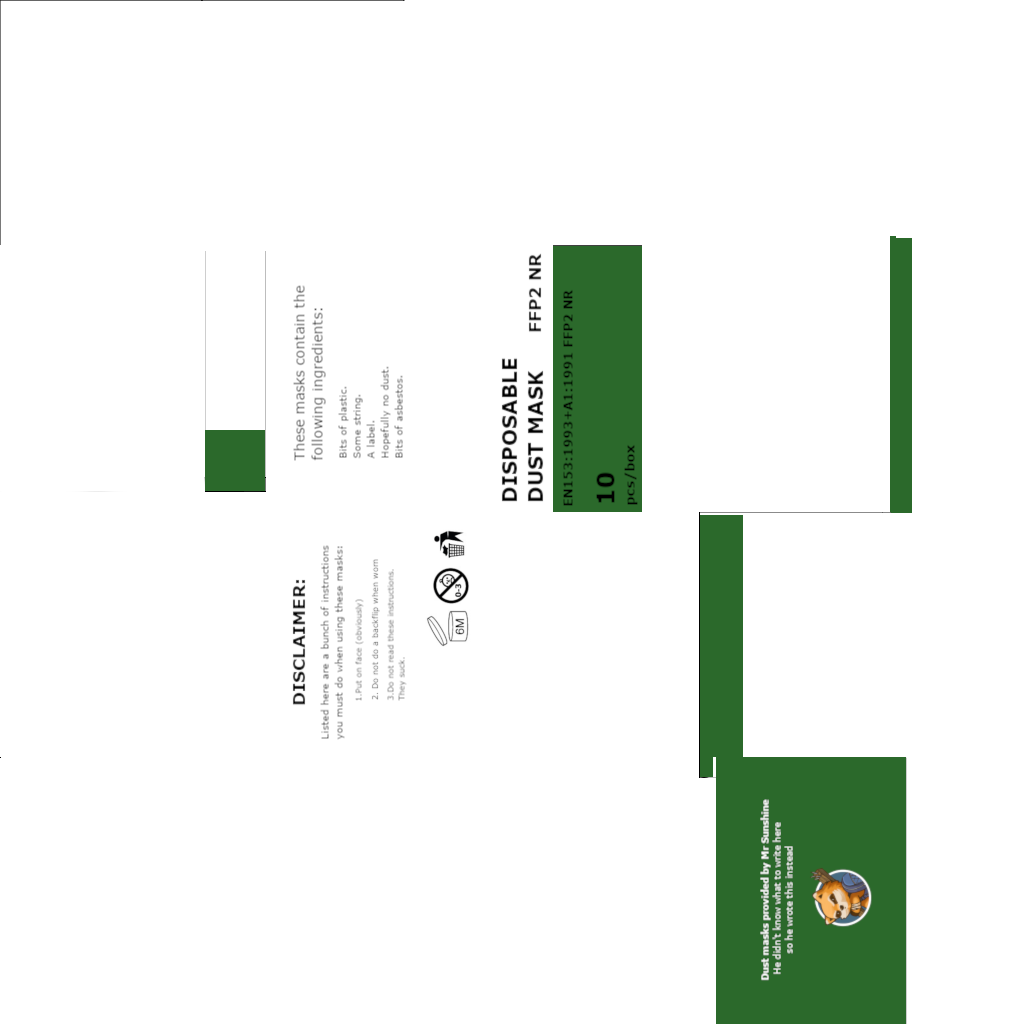 These masks contain the
following ingredients:
Bits of plastic.
Some string.
A label.
Hopefully no dust.
Bits of asbestos.
DISPOSABLE
DUST MASK FFP2 NR
EN153:1993+A1:1991 FFP2 NR
10
pcs/box
DISCLAIMER:
Listed here are a bunch of instructions
you must do when using these masks:
1.Put on face (obviously)
2. Do not do a backflip when worn
3.Do not read these instructions.
They suck.
6M
0-3
Dust masks provided by Mr Sunshine
He didn't know what to write here
so he wrote this instead